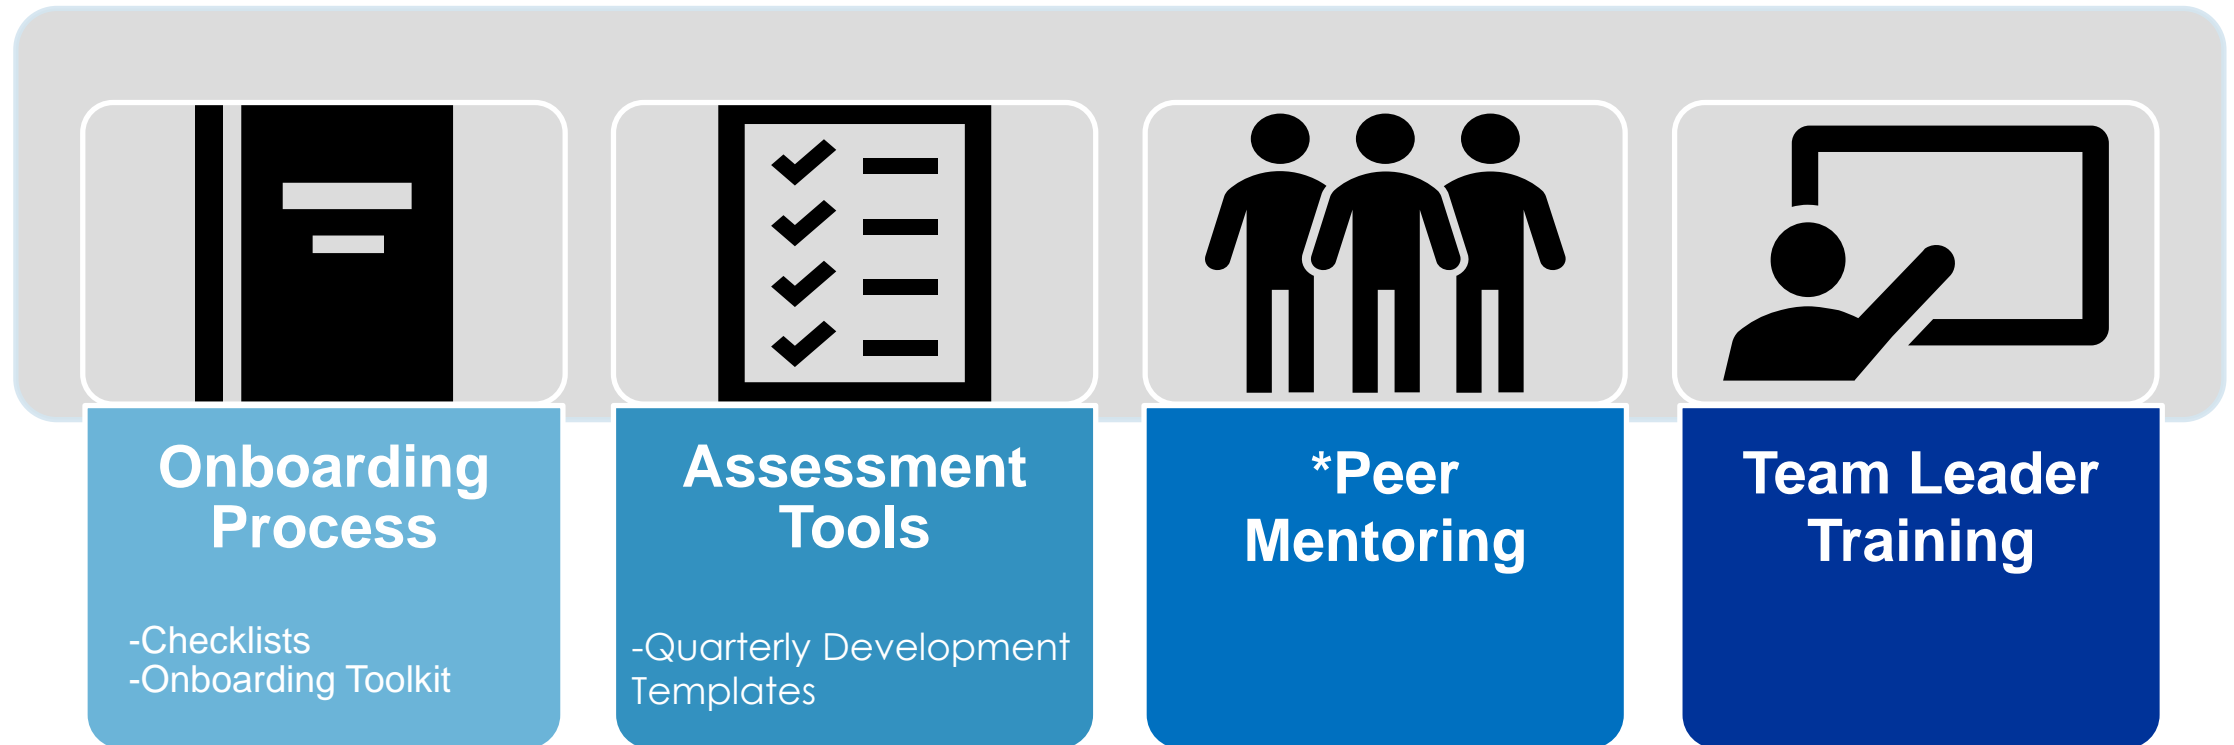 Onboarding
Process
-Checklists
-Onboarding Toolkit
Assessment
Tools
-Quarterly Development
Templates
*Peer
Mentoring
Team Leader
Training